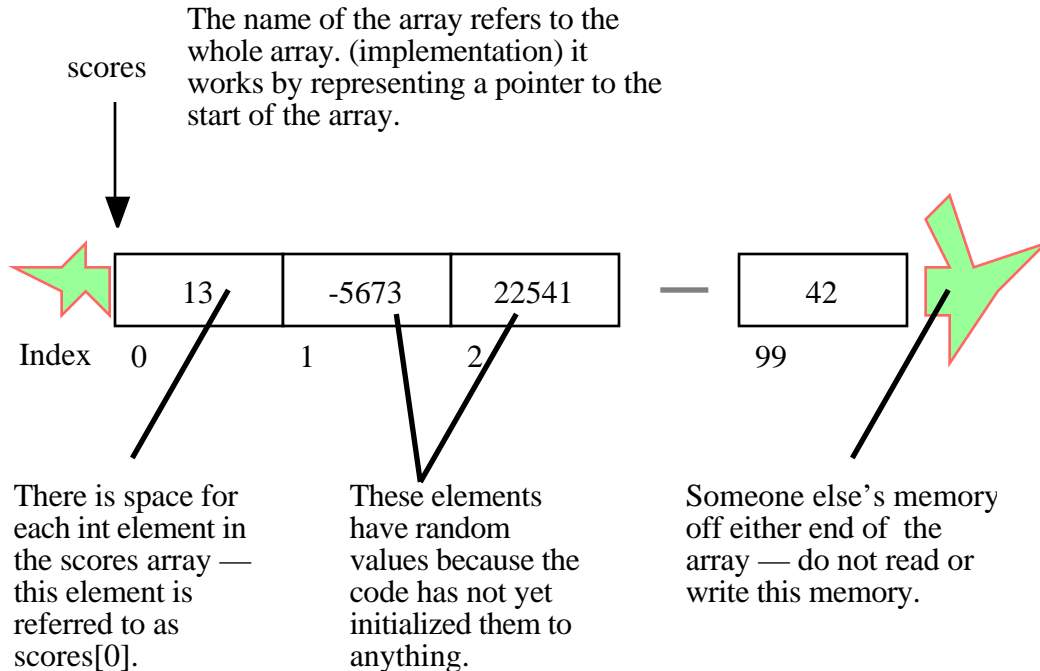 The name of the array refers to the
whole array. (implementation) it
works by representing a pointer to the
start of the array.
scores
13 -5673 22541 — 42
Index 0 1 2 99
There is space for
each int element in
the scores array —
this element is
referred to as
scores[0].
These elements
have random
values because the
code has not yet
initialized them to
anything.
Someone else’s memory
off either end of the
array — do not read or
write this memory.